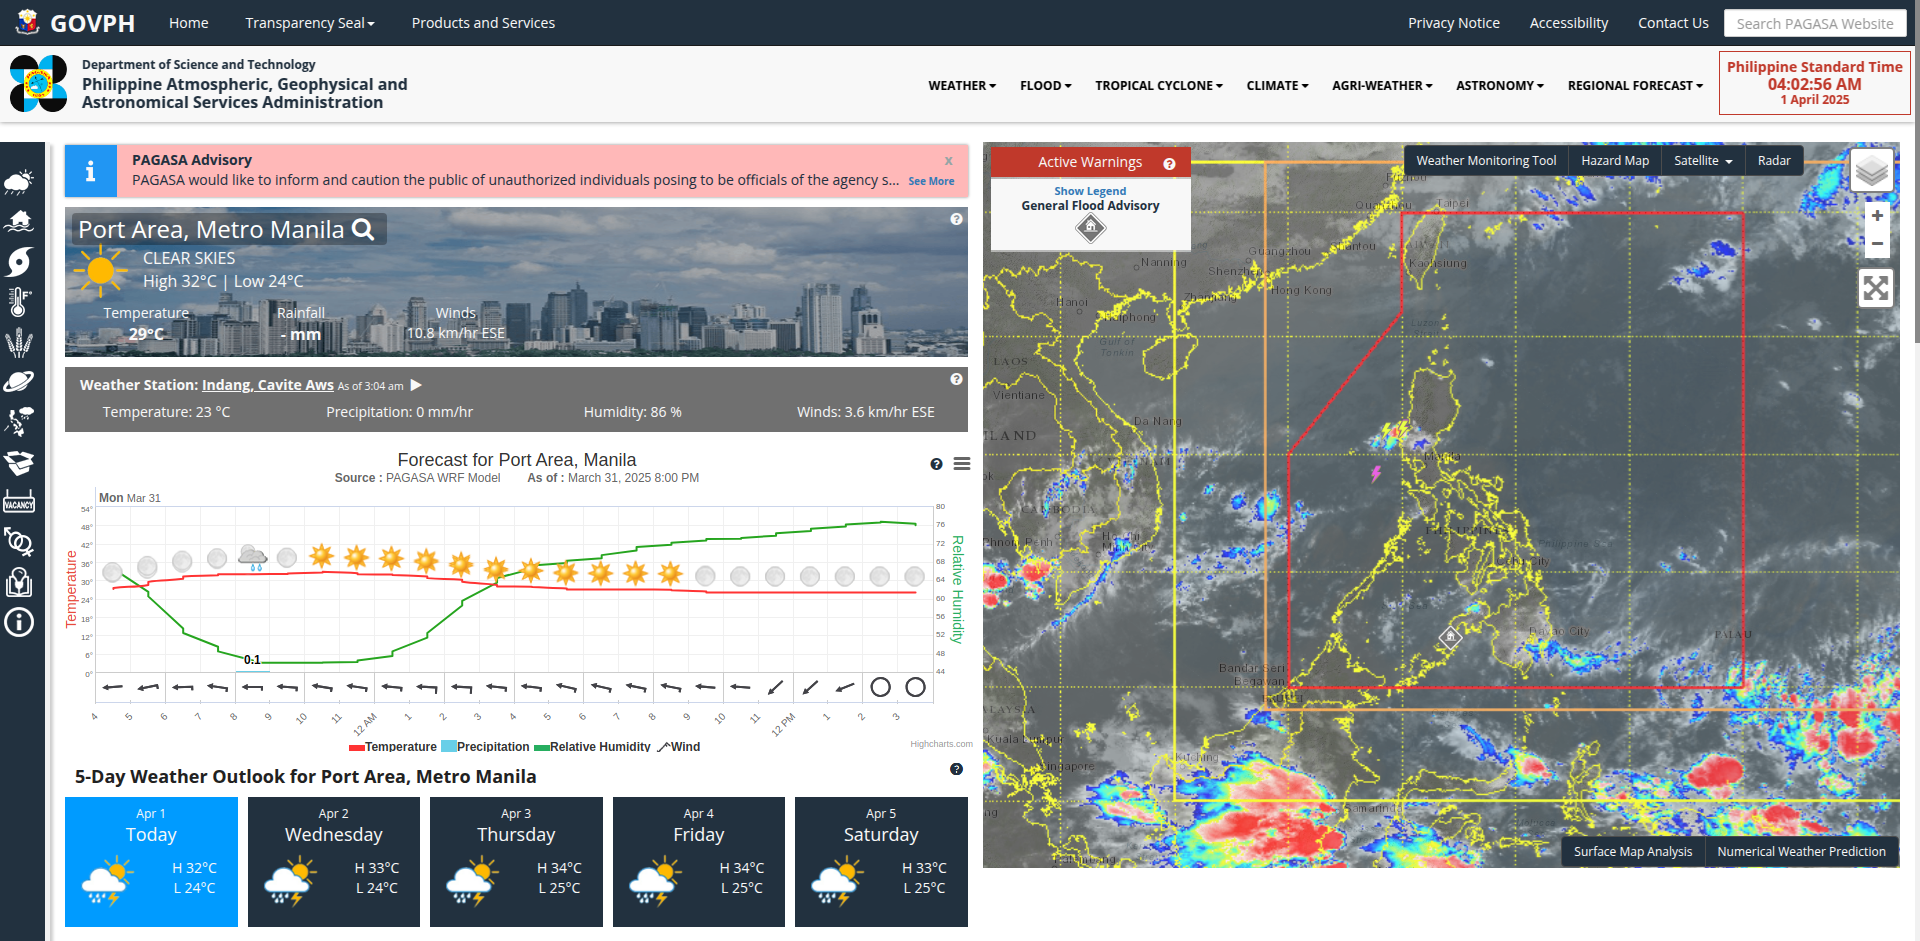 GOVPH
Home
Transparency Seal
Products and Services
Privacy Notice
Accessibility
Contact Us
Search PAGASA Website
Department of Science and Technology
Philippine Atmospheric, Geophysical and
Astronomical Services Administration
WEATHER
FLOOD
TROPICAL CYCLONE
CLIMATE
AGRI-WEATHER
ASTRONOMY
REGIONAL FORECAST
Philippine Standard Time
04:02:56 AM
1 April 2025
VACANCY
PAGASA Advisory
x
PAGASA would like to inform and caution the public of unauthorized individuals posing to be officials of the agency s...
See More
Port Area, Metro Manila
CLEAR SKIES
High 32°C | Low 24°C
Temperature
Rainfall
Winds
29°C
- mm
10.8 km/hr ESE
Weather Station: Indang, Cavite Aws As of 3:04 am
Temperature: 23 °C
Precipitation: 0 mm/hr
Humidity: 86 %
Winds: 3.6 km/hr ESE
Forecast for Port Area, Manila
Source : PAGASA WRF Model As of : March 31, 2025 8:00 PM
Mon Mar 31
Temperature
54°
48°
42°
36°
30°
24°
18°
12°
6°
0°
80
76
72
68
64
60
56
52
48
44
Relative Humidity
0.1
4
5
6
7
8
9
10
11
12 AM
1
2
3
4
5
6
7
8
9
10
11
12 PM
1
2
3
Temperature
Precipitation
Relative Humidity
Wind
Highcharts.com
5-Day Weather Outlook for Port Area, Metro Manila
Apr 1
Today
H 32°C
L 24°C
Apr 2
Wednesday
H 33°C
L 24°C
Apr 3
Thursday
H 34°C
L 25°C
Apr 4
Friday
H 34°C
L 25°C
Apr 5
Saturday
H 33°C
L 25°C
Active Warnings
Show Legend
General Flood Advisory
Weather Monitoring Tool
Hazard Map
Satellite
Radar
+
−
Taipei
Guangzhou
Shantou
Nanning
Shenzhen
Kaohsiung
Hong Kong
Zhanjiang
Hanoi
Haiphong
Luzon
Gulf of
Tonkin
LAOS
Vientiane
Da Nang
Manila
CAMBODIA
Phnom Penh
Davao City
PALAU
Bandar Seri
Begawan
Kuala Lumpur
Kuching
Singapore
Samarinda
Surface Map Analysis
Numerical Weather Prediction